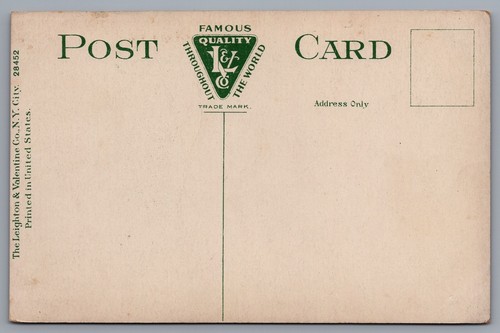 POST CARD
FAMOUS
QUALITY
THROUGHOUT THE WORLD
L&V
Co
TRADE MARK.
Address Only
The Leighton & Valentine Co., N.Y. City. 28452
Printed in United States.